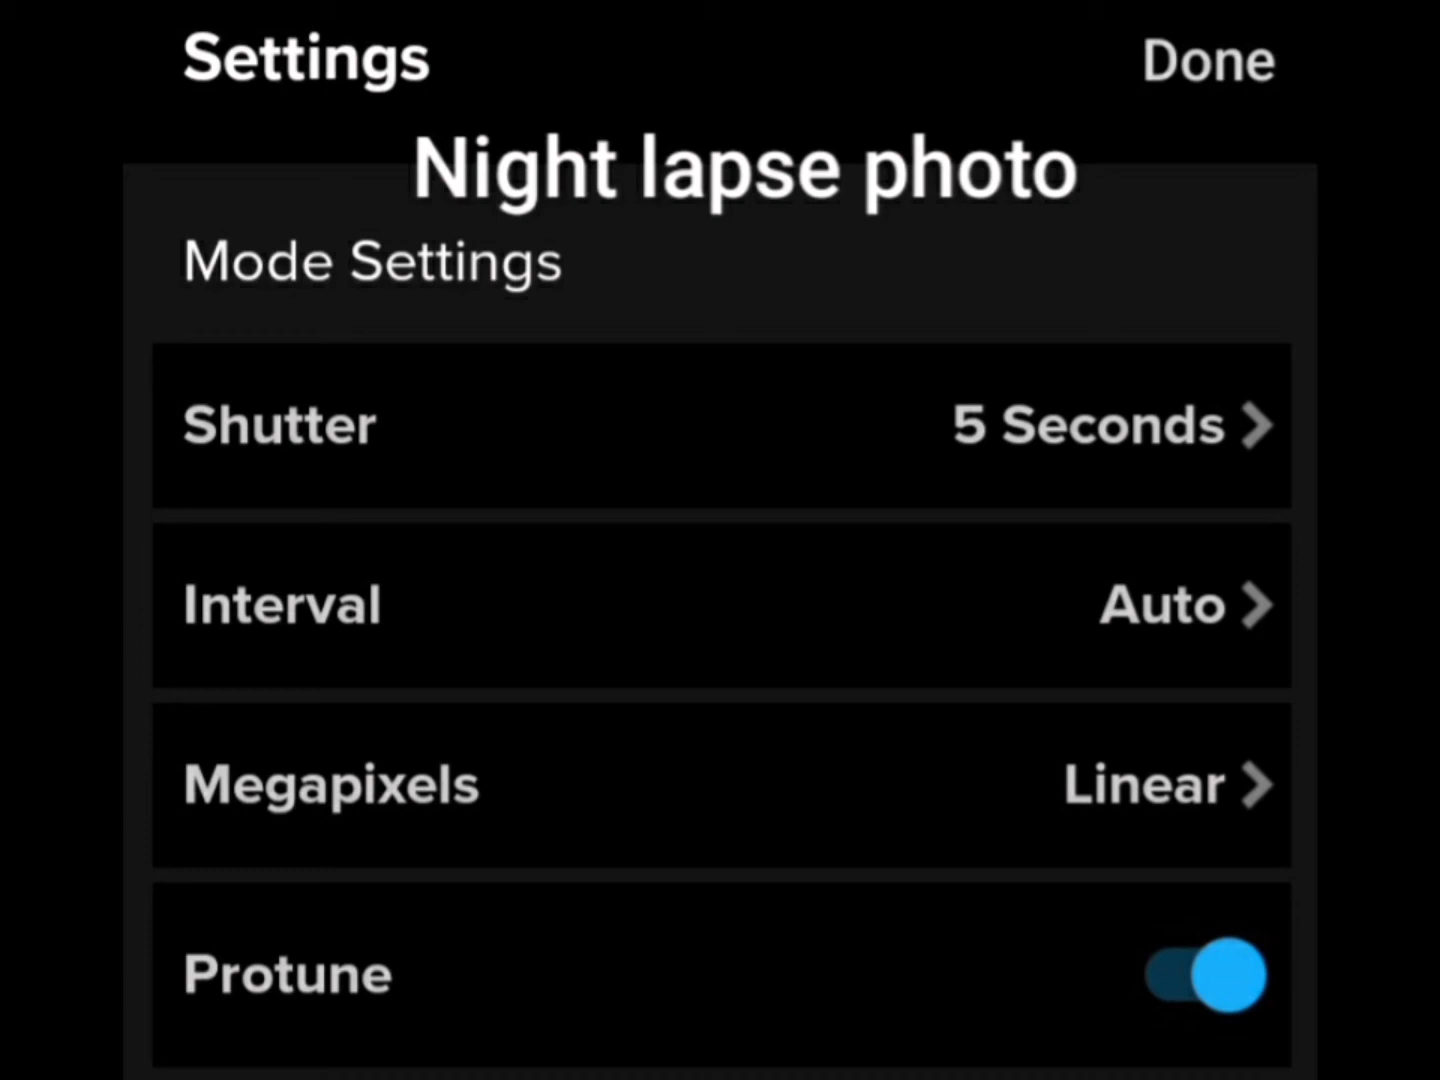 Settings
Done
Night lapse photo
Mode Settings
Shutter
5 Seconds
Interval
Auto
Megapixels
Linear
Protune